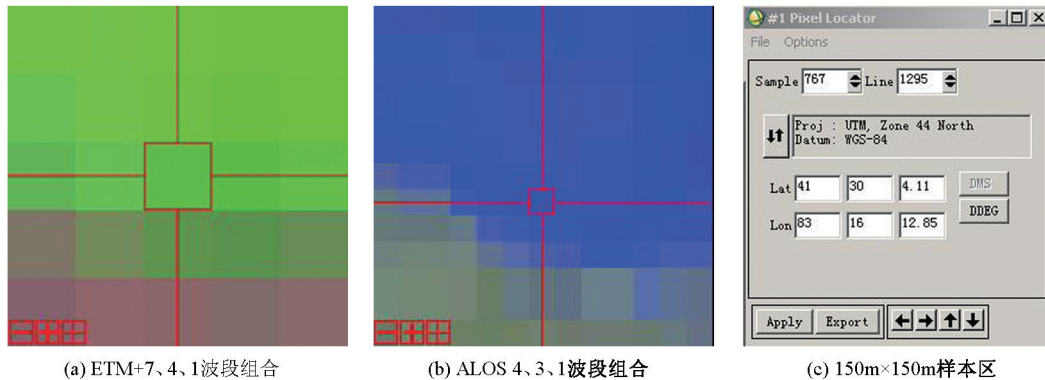 #1 Pixel Locator
File Options
Sample 767 Line 1295
Proj : UTM, Zone 44 North
Datum: WGS-84
Lat 41 30 4.11 DMS
Lon 83 16 12.85 DDEG
Apply Export
(a) ETM+7、4、1波段组合
(b) ALOS 4、3、1波段组合
(c) 150m×150m样本区